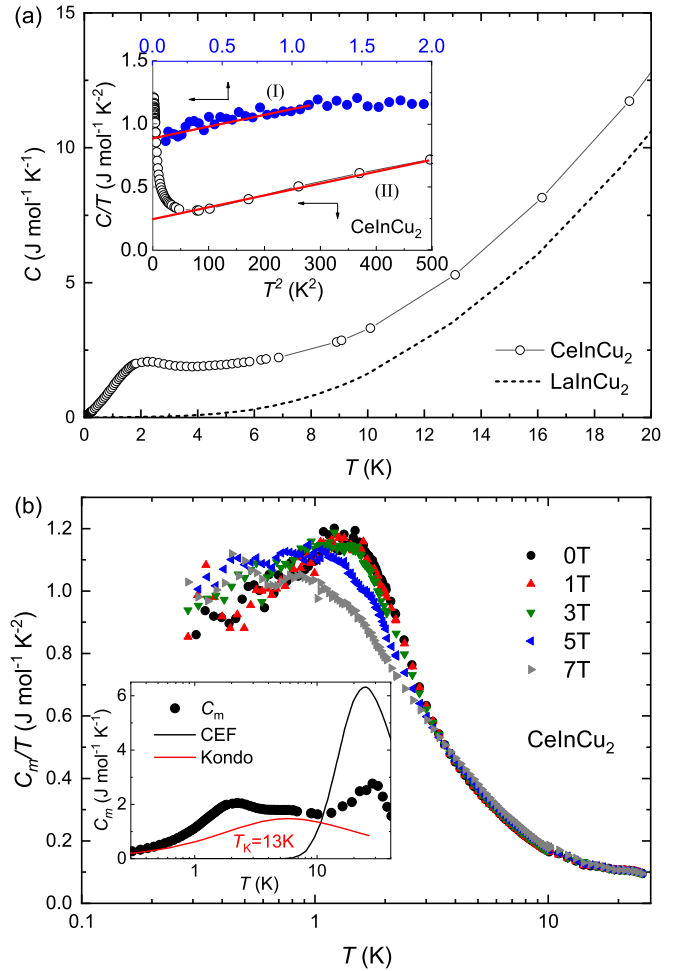 (a)
0.0 0.5 1.0 1.5 2.0
15
10
5
0
C (J mol⁻¹ K⁻¹)
1.5
1.0
0.5
0.0
C/T (J mol⁻¹ K⁻²)
(I)
(II)
CeInCu₂
0 100 200 300 400 500
T² (K²)
CeInCu₂
LaInCu₂
0 2 4 6 8 10 12 14 16 18 20
T (K)
(b)
1.2
1.0
0.8
0.6
0.4
0.2
0.0
Cₘ/T (J mol⁻¹ K⁻²)
0T
1T
3T
5T
7T
CeInCu₂
6
4
2
0
Cₘ (J mol⁻¹ K⁻¹)
Cₘ
CEF
Kondo
T_K=13K
1 10
T (K)
0.1 1 10
T (K)